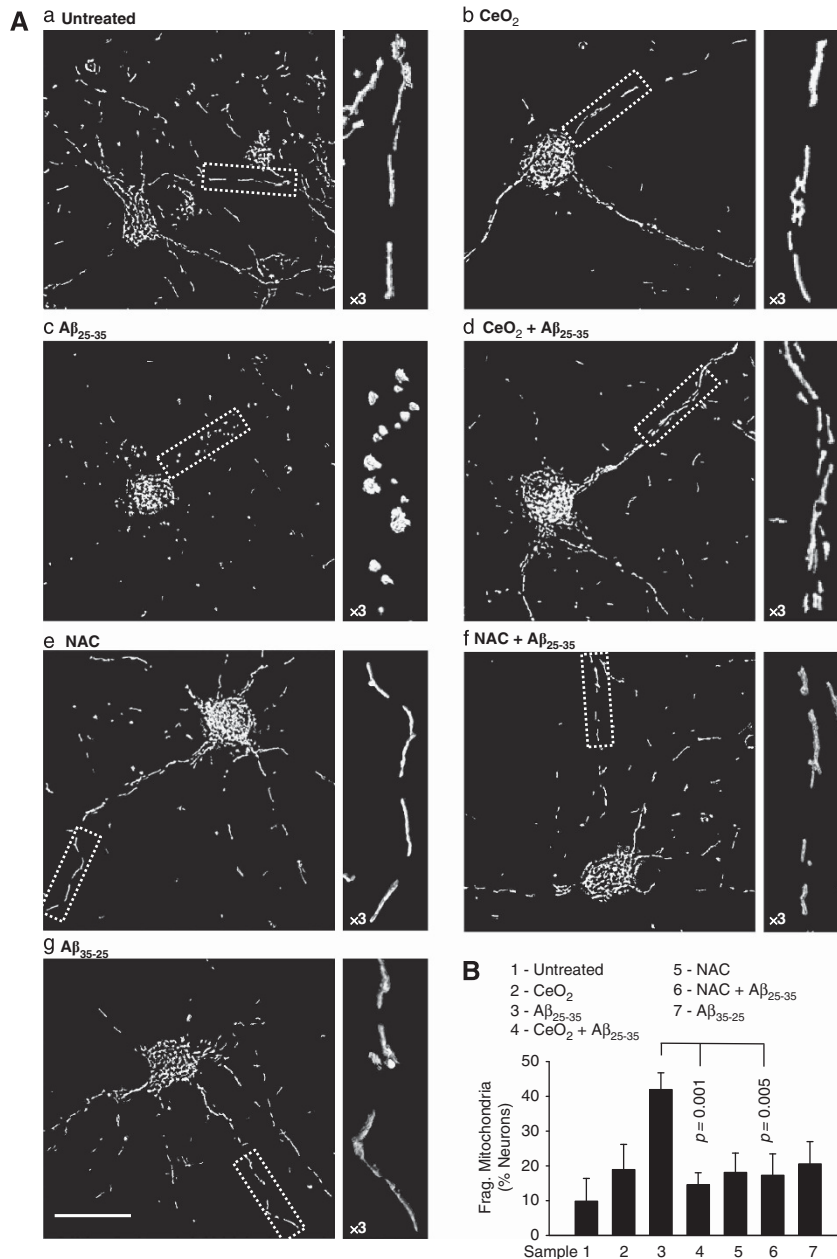 A
a Untreated
b CeO₂
×3
×3
c Aβ₂₅₋₃₅
d CeO₂ + Aβ₂₅₋₃₅
×3
×3
e NAC
f NAC + Aβ₂₅₋₃₅
×3
×3
g Aβ₃₅₋₂₅
×3
B
1 - Untreated
2 - CeO₂
3 - Aβ₂₅₋₃₅
4 - CeO₂ + Aβ₂₅₋₃₅
5 - NAC
6 - NAC + Aβ₂₅₋₃₅
7 - Aβ₃₅₋₂₅
Frag. Mitochondria
(% Neurons)
50
40
30
20
10
0
p = 0.001
p = 0.005
Sample 1 2 3 4 5 6 7